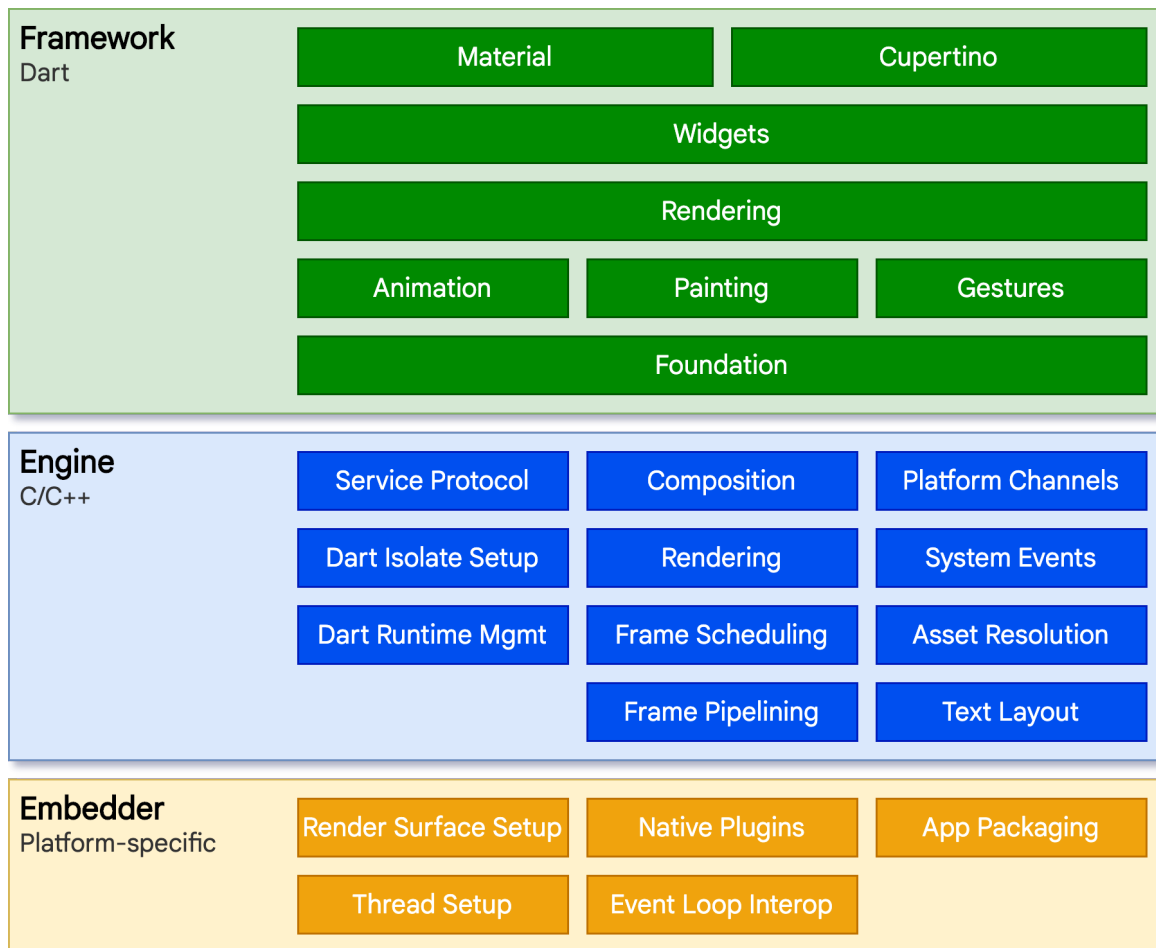 Framework
Dart
Material
Cupertino
Widgets
Rendering
Animation
Painting
Gestures
Foundation
Engine
C/C++
Service Protocol
Composition
Platform Channels
Dart Isolate Setup
Rendering
System Events
Dart Runtime Mgmt
Frame Scheduling
Asset Resolution
Frame Pipelining
Text Layout
Embedder
Platform-specific
Render Surface Setup
Native Plugins
App Packaging
Thread Setup
Event Loop Interop